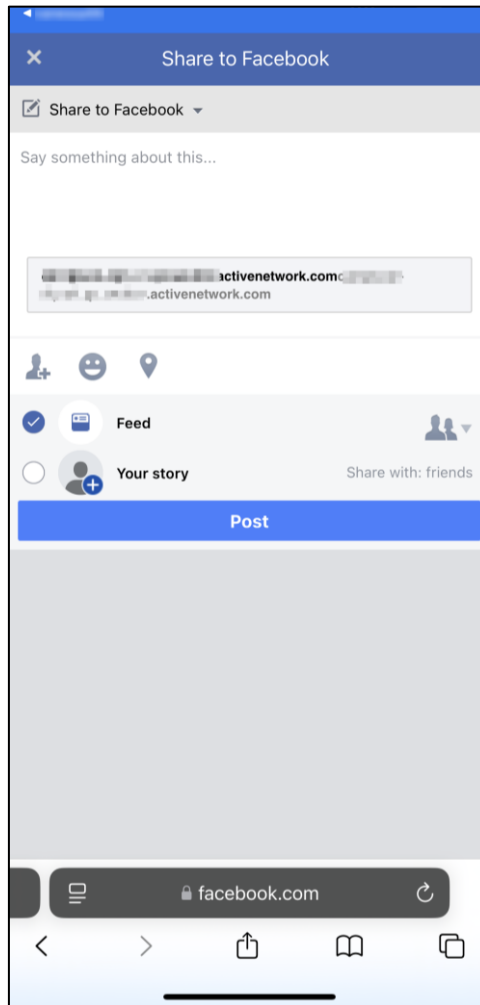 Share to Facebook
Share to Facebook
Say something about this...
activenetwork.com
.activenetwork.com
Feed
Your story
Share with: friends
Post
facebook.com